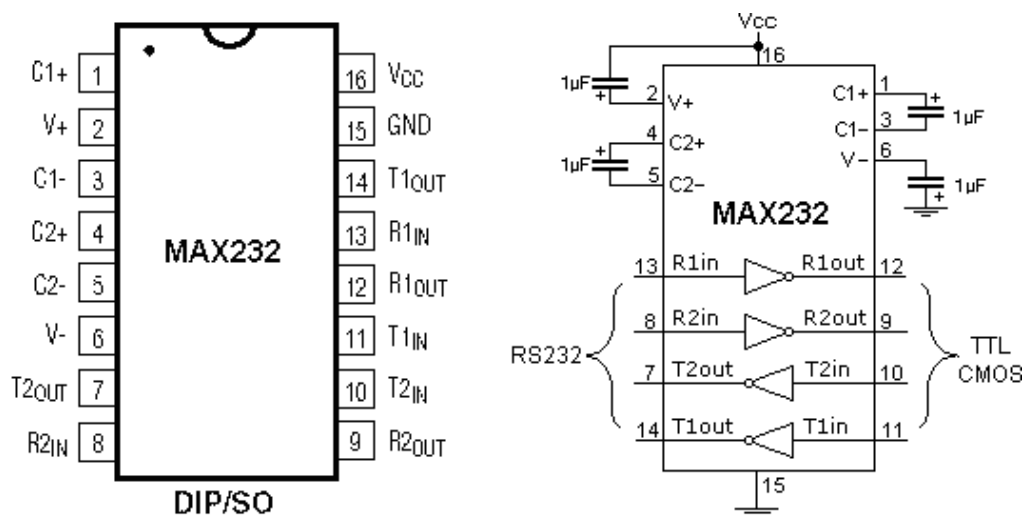 C1+ 1
V+ 2
C1- 3
C2+ 4
C2- 5
V- 6
T2OUT 7
R2IN 8
16 VCC
15 GND
14 T1OUT
13 R1IN
12 R1OUT
11 T1IN
10 T2IN
9 R2OUT
MAX232
DIP/SO
Vcc
16
1µF +
2 V+
4 C2+
+
1µF
5 C2-
C1+ 1
+
1µF
C1- 3
V- 6
1µF
+
MAX232
13 R1in R1out 12
8 R2in R2out 9
7 T2out T2in 10
14 T1out T1in 11
RS232
TTL
CMOS
15